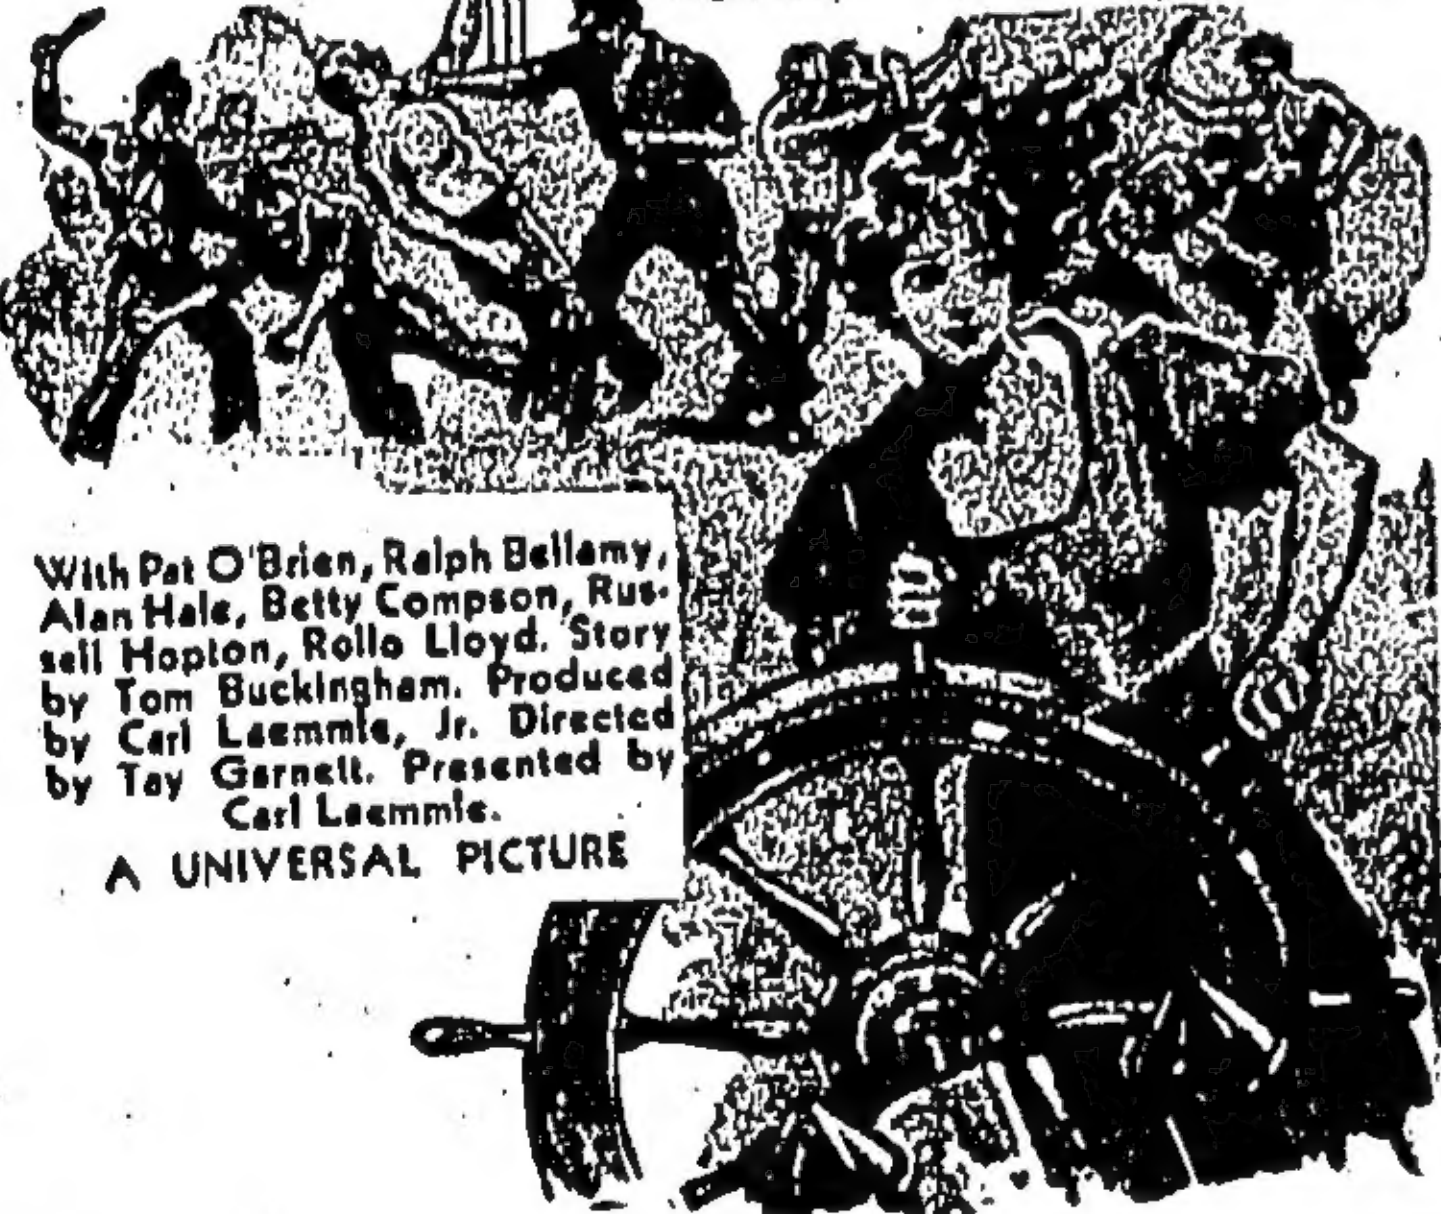 With Pat O'Brien, Ralph Bellamy,
Alan Hale, Betty Compson, Rus-
sell Hopton, Rollo Lloyd. Story
by Tom Buckingham. Produced
by Carl Laemmle, Jr. Directed
by Tay Garnett. Presented by
Carl Laemmle.
A UNIVERSAL PICTURE